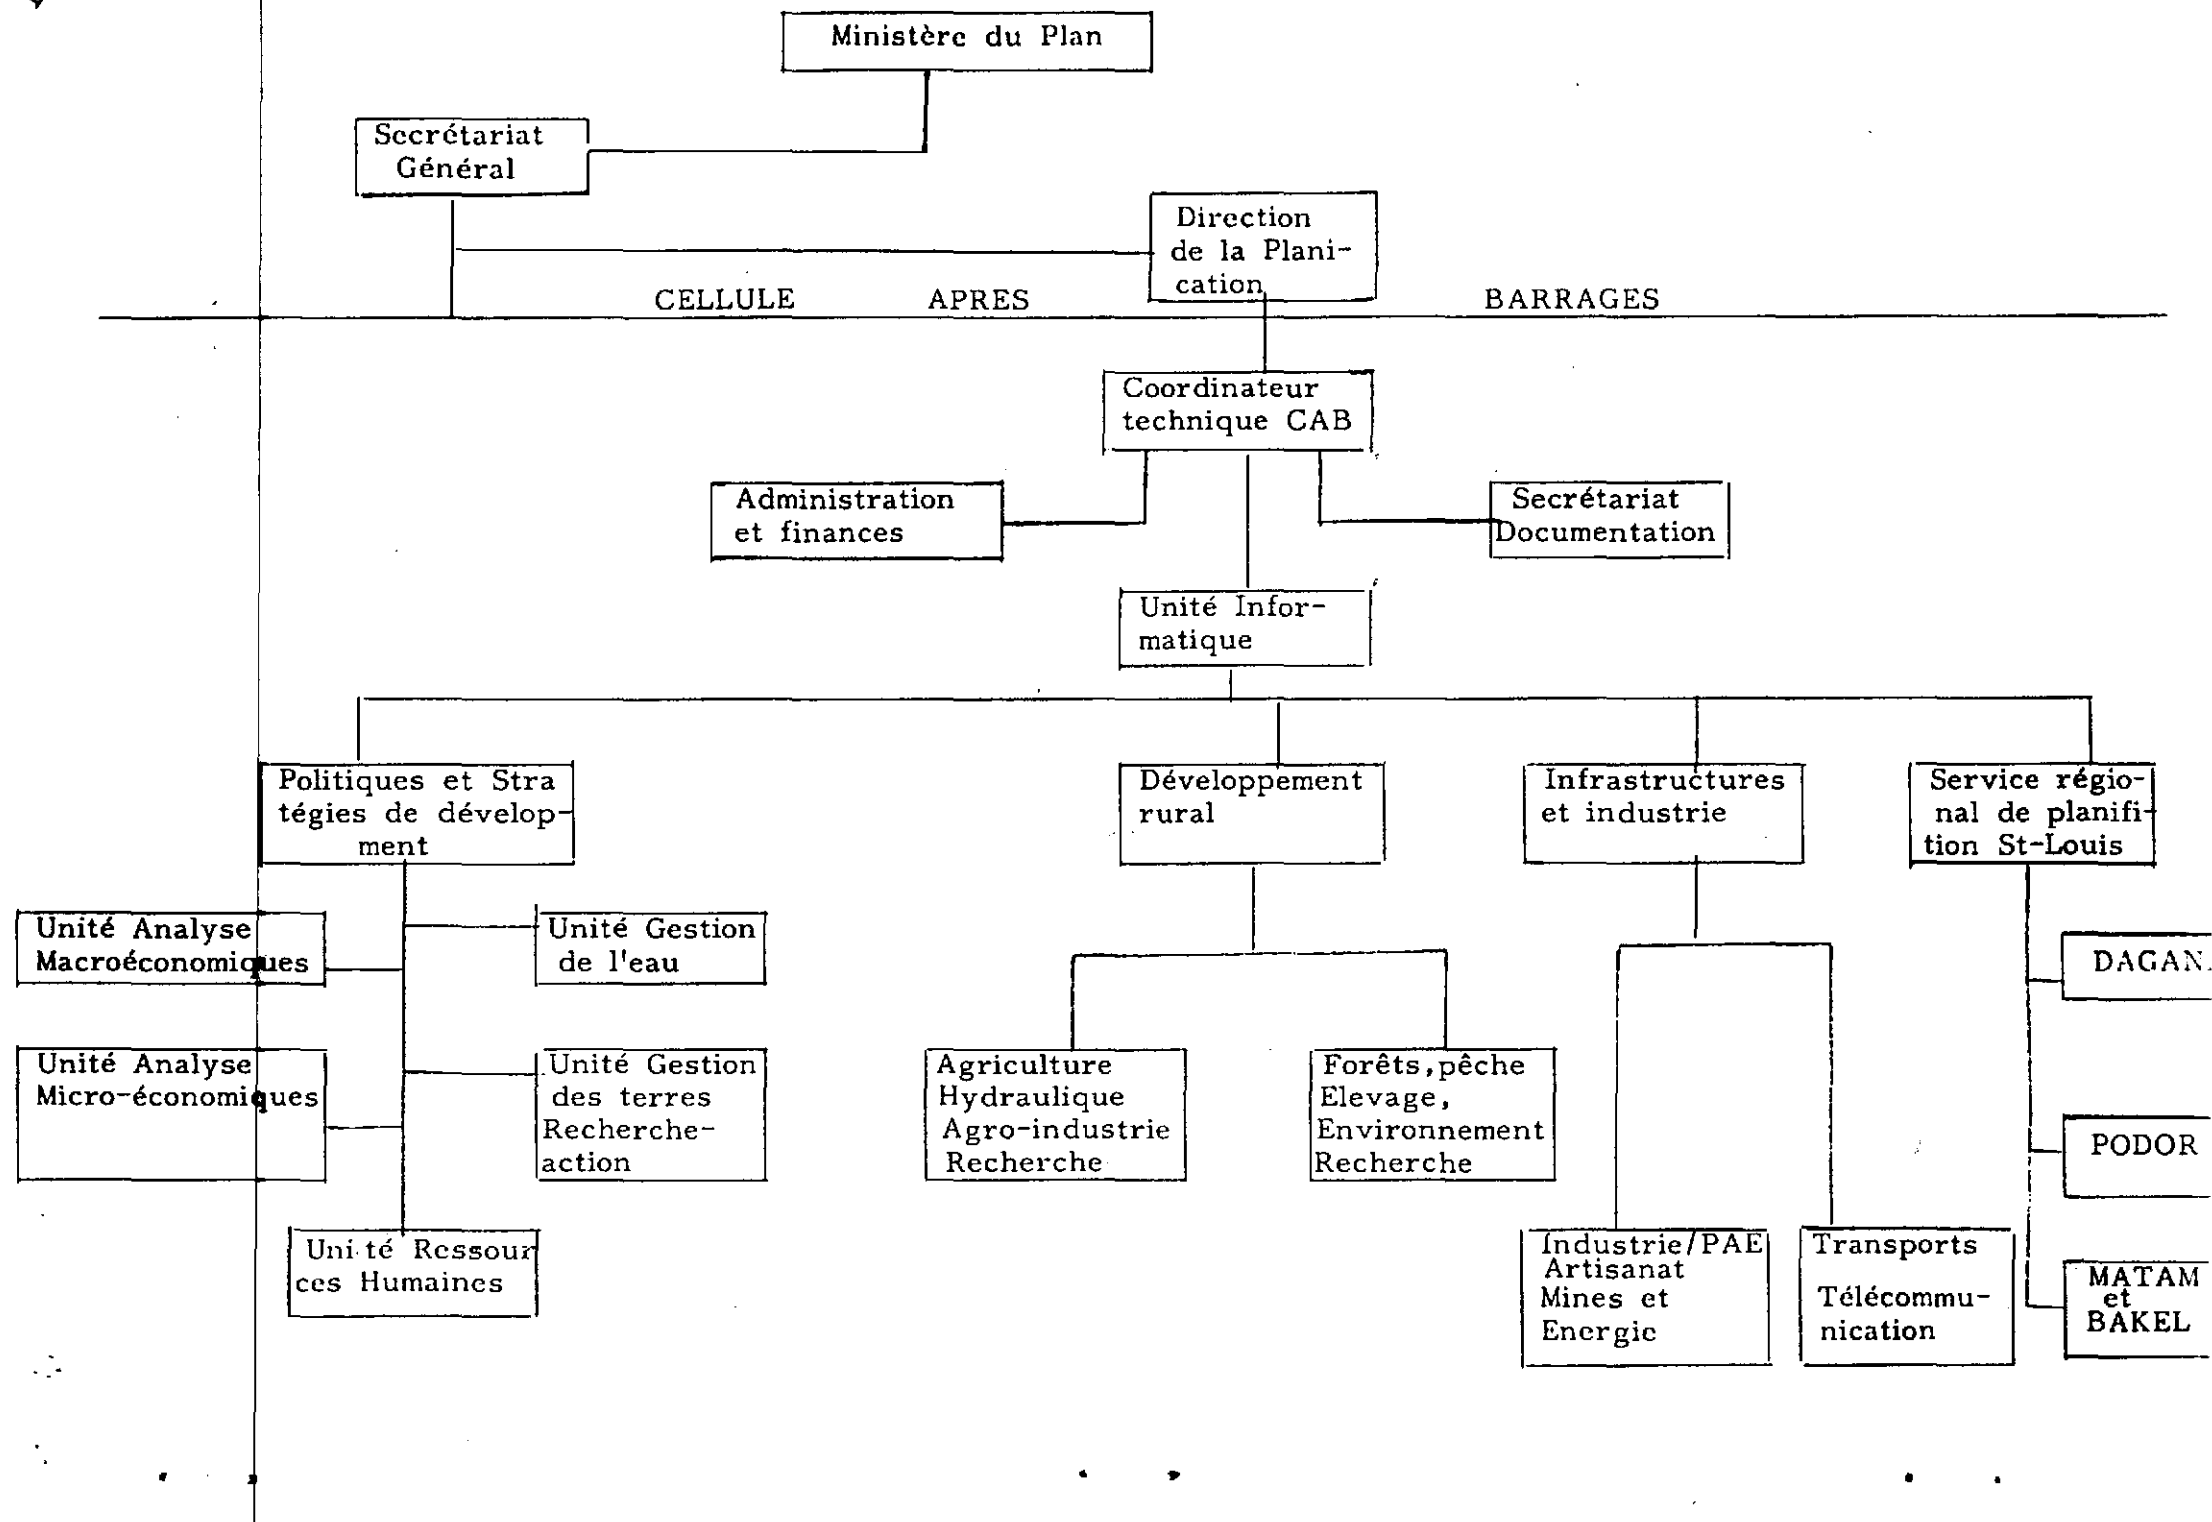 Ministère du Plan
Secrétariat
Général
Direction
de la Plani-
cation
CELLULE APRES BARRAGES
Coordinateur
technique CAB
Administration
et finances
Secrétariat
Documentation
Unité Infor-
matique
Politiques et Stra
tégies de dévelop-
ment
Développement
rural
Infrastructures
et industrie
Service régio-
nal de planifi-
tion St-Louis
Unité Analyse
Macroéconomiques
Unité Gestion
de l'eau
DAGAN
Unité Analyse
Micro-économiques
Unité Gestion
des terres
Recherche-
action
Agriculture
Hydraulique
Agro-industrie
Recherche
Forêts, pêche
Elevage,
Environnement
Recherche
PODOR
Unité Ressour
ces Humaines
Industrie/PAE
Artisanat
Mines et
Energie
Transports
Télécommu-
nication
MATAM
et
BAKEL